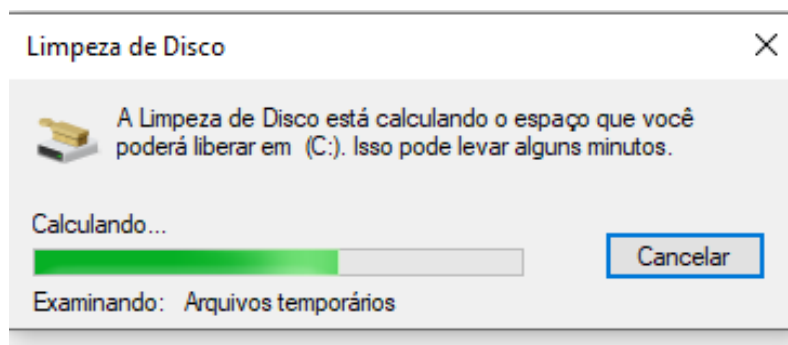 Limpeza de Disco
A Limpeza de Disco está calculando o espaço que você
poderá liberar em  (C:). Isso pode levar alguns minutos.
Calculando...
Cancelar
Examinando:   Arquivos temporários